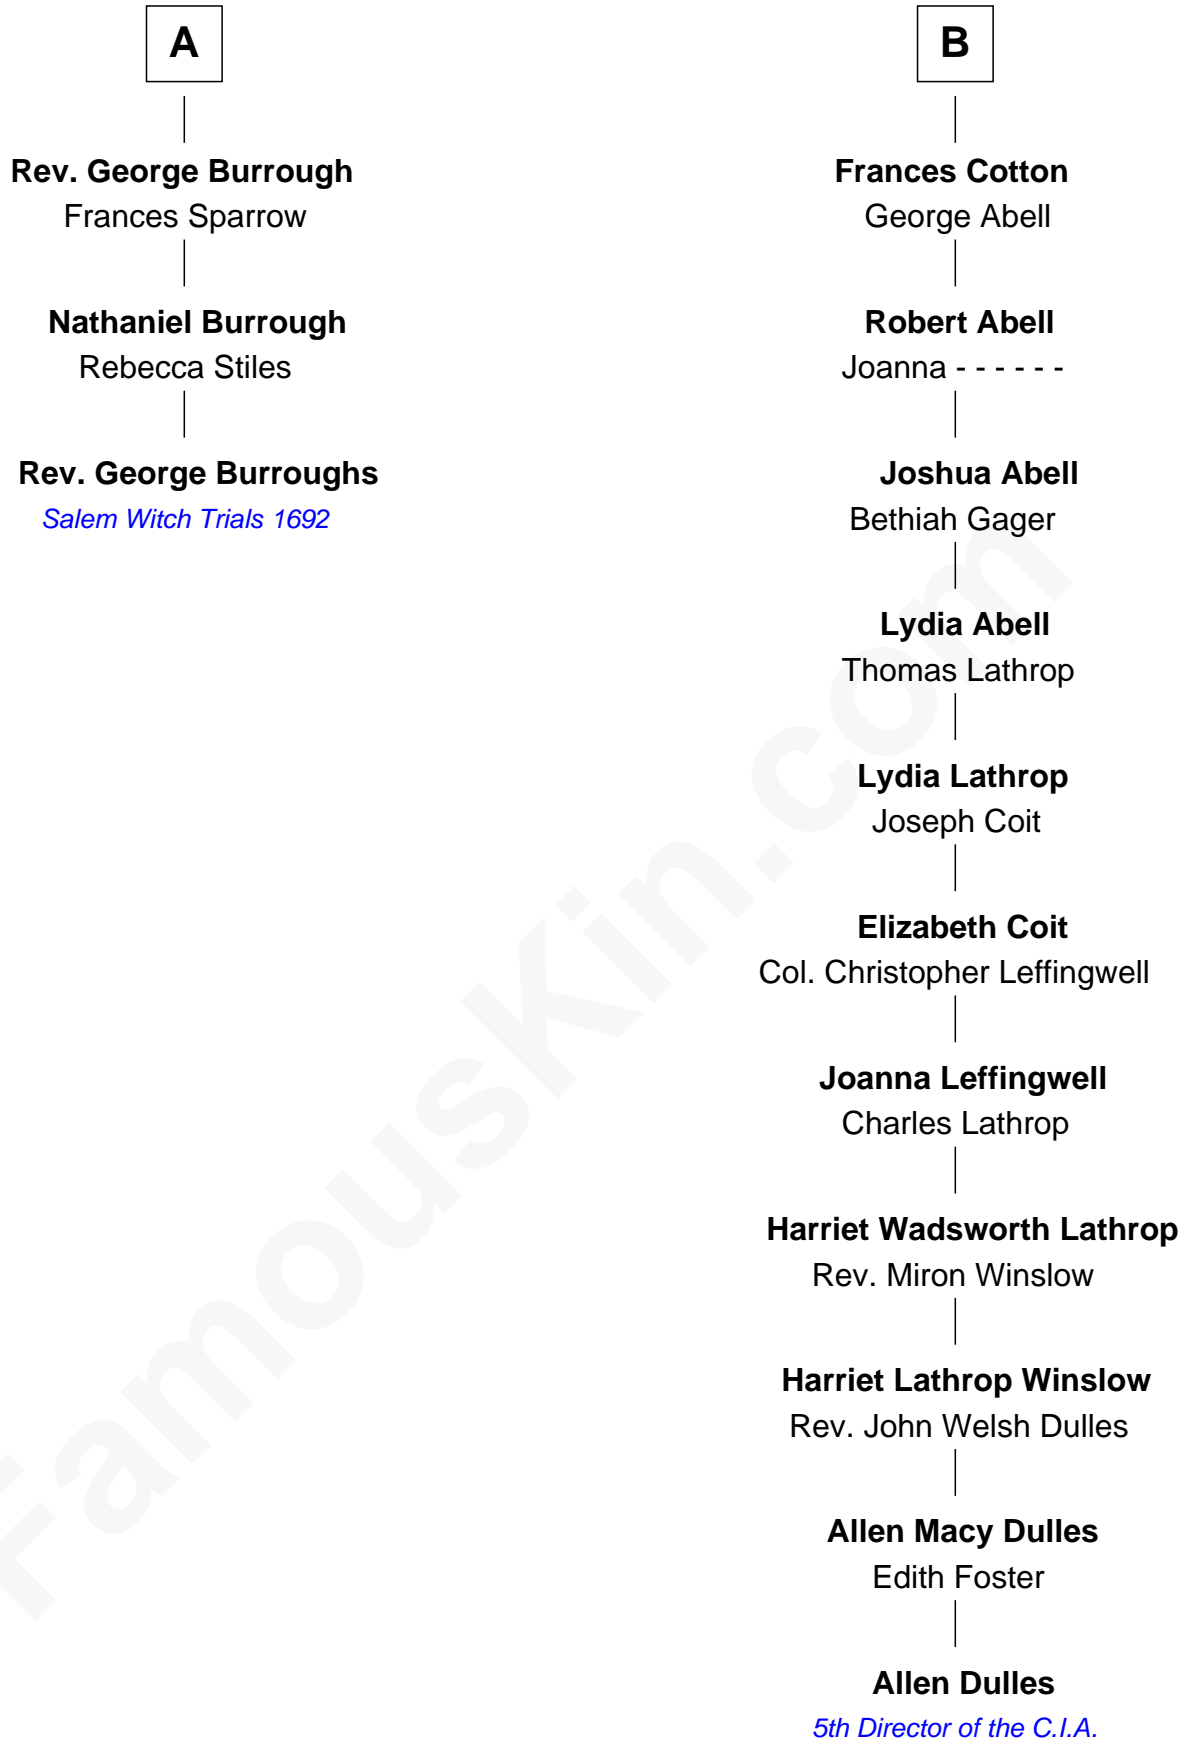 A
Rev. George Burrough
Frances Sparrow
Nathaniel Burrough
Rebecca Stiles
Rev. George Burroughs
Salem Witch Trials 1692
B
Frances Cotton
George Abell
Robert Abell
Joanna - - - - - -
Joshua Abell
Bethiah Gager
Lydia Abell
Thomas Lathrop
Lydia Lathrop
Joseph Coit
Elizabeth Coit
Col. Christopher Leffingwell
Joanna Leffingwell
Charles Lathrop
Harriet Wadsworth Lathrop
Rev. Miron Winslow
Harriet Lathrop Winslow
Rev. John Welsh Dulles
Allen Macy Dulles
Edith Foster
Allen Dulles
5th Director of the C.I.A.
FamousKin.com